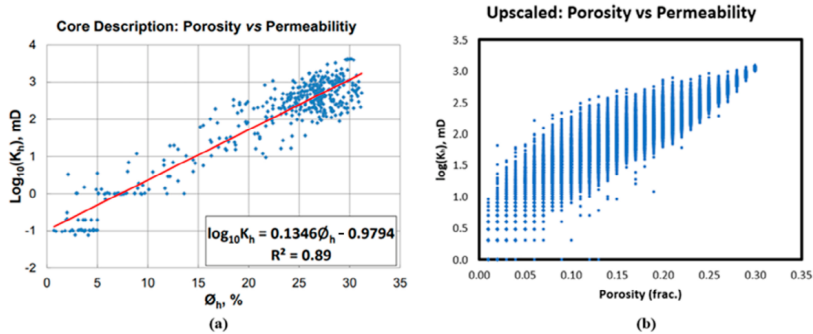 Core Description: Porosity vs Permeabilitiy
4
3
2
1
0
-1
-2
Log10(Kh), mD
log10Kh = 0.1346Øh - 0.9794
R² = 0.89
0 5 10 15 20 25 30 35
Øh, %
(a)
Upscaled: Porosity vs Permeability
3.5
3.0
2.5
2.0
1.5
1.0
0.5
0.0
0.00 0.05 0.10 0.15 0.20 0.25 0.30 0.35
Porosity (frac.)
(b)